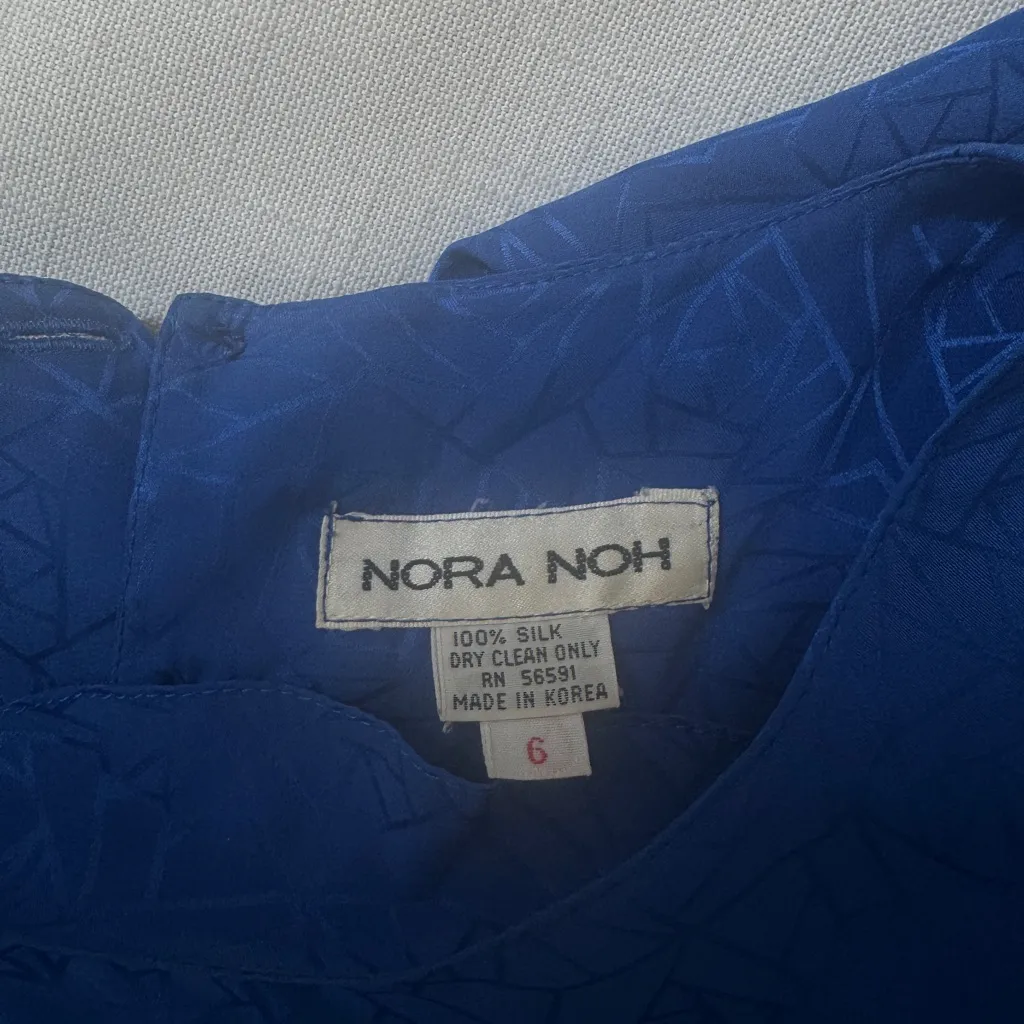 NORA NOH
100% SILK
DRY CLEAN ONLY
RN 56591
MADE IN KOREA
6